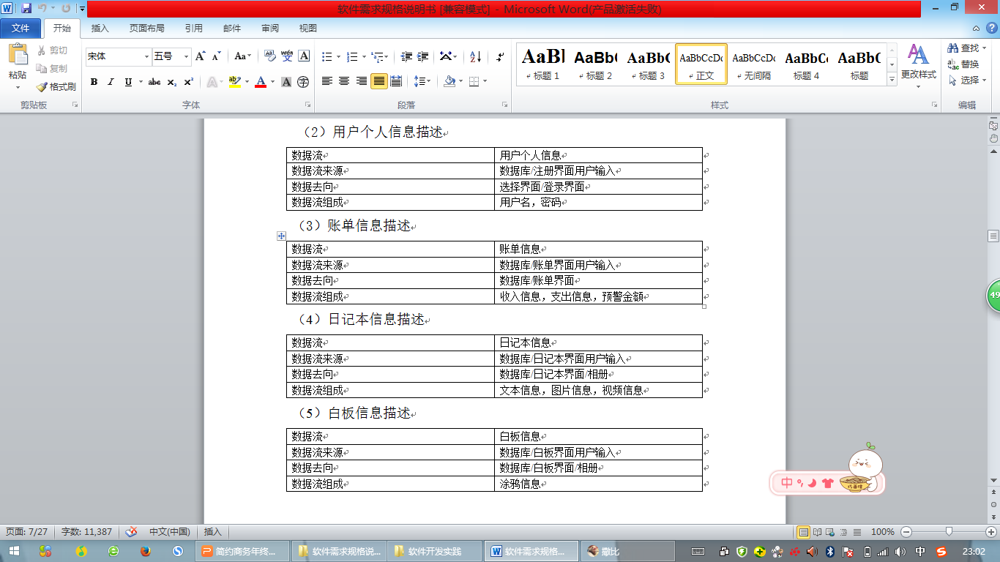 软件需求规格说明书 [兼容模式] - Microsoft Word(产品激活失败)
文件 开始 插入 页面布局 引用 邮件 审阅 视图
粘贴 剪切 复制 格式刷
宋体 五号 Aa wén A
B I U abc x₂ x² A ab A A 字
AaBl AaBb( AaBbC AaBbCcDc AaBbCcDc AaBbCc AaBbC
标题 1 标题 2 标题 3 正文 无间隔 标题 4 标题
更改样式 查找 替换 选择
剪贴板 字体 段落 样式 编辑
（2）用户个人信息描述
数据流 用户个人信息
数据流来源 数据库/注册界面用户输入
数据去向 选择界面/登录界面
数据流组成 用户名，密码
（3）账单信息描述
数据流 账单信息
数据流来源 数据库/账单界面用户输入
数据去向 数据库/账单界面
数据流组成 收入信息，支出信息，预警金额
（4）日记本信息描述
数据流 日记本信息
数据流来源 数据库/日记本界面用户输入
数据去向 数据库/日记本界面/相册
数据流组成 文本信息，图片信息，视频信息
（5）白板信息描述
数据流 白板信息
数据流来源 数据库/白板界面用户输入
数据去向 数据库/白板界面/相册
数据流组成 涂鸦信息
49
中
页面: 7/27 字数: 11,387 中文(中国) 插入 100%
简约商务年终... 软件需求规格说... 软件开发实践 软件需求规格... 撒比 中 23:02